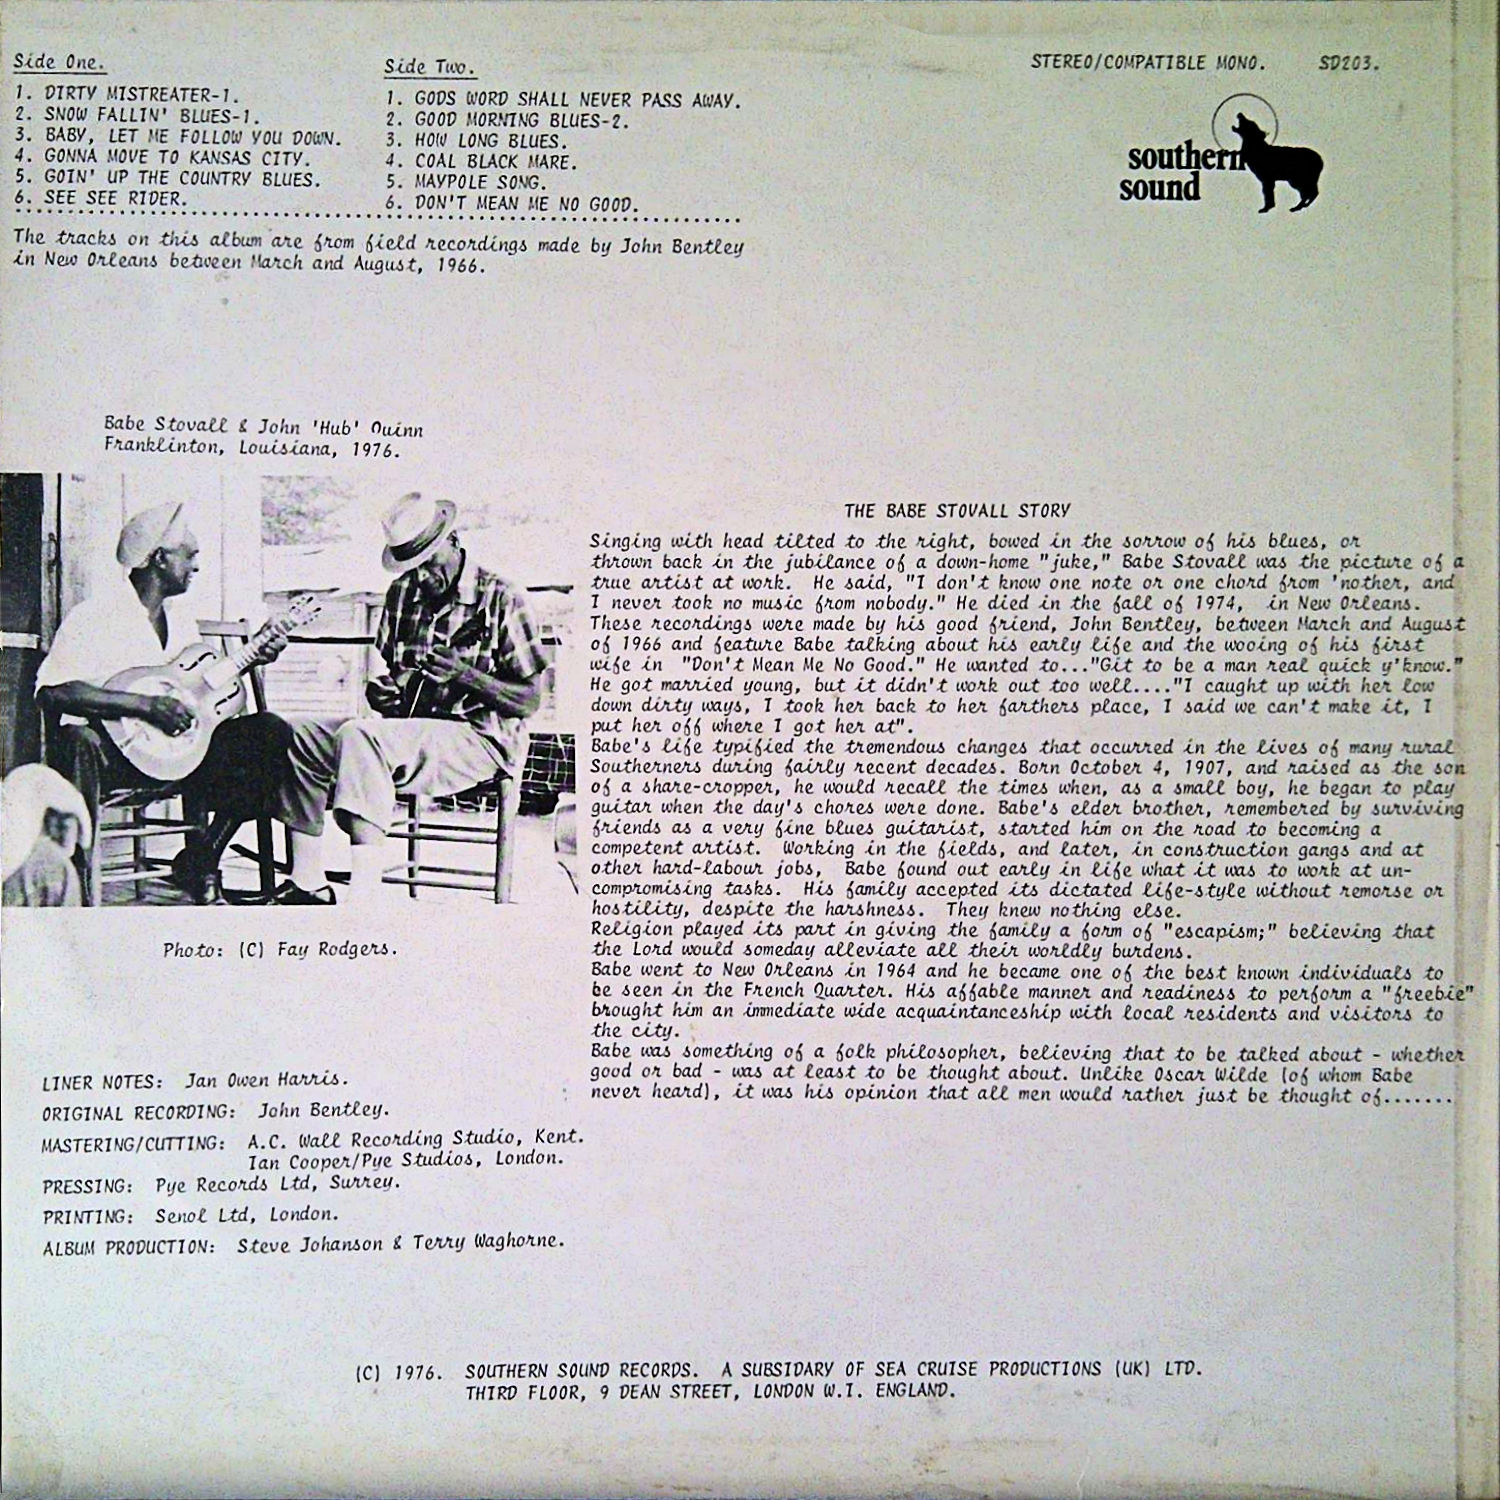 Side One.
1. DIRTY MISTREATER-1.
2. SNOW FALLIN' BLUES-1.
3. BABY, LET ME FOLLOW YOU DOWN.
4. GONNA MOVE TO KANSAS CITY.
5. GOIN' UP THE COUNTRY BLUES.
6. SEE SEE RIDER.
Side Two.
1. GODS WORD SHALL NEVER PASS AWAY.
2. GOOD MORNING BLUES-2.
3. HOW LONG BLUES.
4. COAL BLACK MARE.
5. MAYPOLE SONG.
6. DON'T MEAN ME NO GOOD.
The tracks on this album are from field recordings made by John Bentley
in New Orleans between March and August, 1966.
STEREO/COMPATIBLE MONO. SD203.
southern
sound
Babe Stovall & John 'Hub' Quinn
Franklinton, Louisiana, 1976.
Photo: (C) Fay Rodgers.
THE BABE STOVALL STORY
Singing with head tilted to the right, bowed in the sorrow of his blues, or
thrown back in the jubilance of a down-home "juke," Babe Stovall was the picture of a
true artist at work. He said, "I don't know one note or one chord from 'nother, and
I never took no music from nobody." He died in the fall of 1974, in New Orleans.
These recordings were made by his good friend, John Bentley, between March and August
of 1966 and feature Babe talking about his early life and the wooing of his first
wife in "Don't Mean Me No Good." He wanted to..."Git to be a man real quick y'know."
He got married young, but it didn't work out too well...."I caught up with her low
down dirty ways, I took her back to her farthers place, I said we can't make it, I
put her off where I got her at".
Babe's life typified the tremendous changes that occurred in the lives of many rural
Southerners during fairly recent decades. Born October 4, 1907, and raised as the son
of a share-cropper, he would recall the times when, as a small boy, he began to play
guitar when the day's chores were done. Babe's elder brother, remembered by surviving
friends as a very fine blues guitarist, started him on the road to becoming a
competent artist. Working in the fields, and later, in construction gangs and at
other hard-labour jobs, Babe found out early in life what it was to work at un-
compromising tasks. His family accepted its dictated life-style without remorse or
hostility, despite the harshness. They knew nothing else.
Religion played its part in giving the family a form of "escapism;" believing that
the Lord would someday alleviate all their worldly burdens.
Babe went to New Orleans in 1964 and he became one of the best known individuals to
be seen in the French Quarter. His affable manner and readiness to perform a "freebie"
brought him an immediate wide acquaintanceship with local residents and visitors to
the city.
Babe was something of a folk philosopher, believing that to be talked about - whether
good or bad - was at least to be thought about. Unlike Oscar Wilde (of whom Babe
never heard), it was his opinion that all men would rather just be thought of.......
LINER NOTES: Jan Owen Harris.
ORIGINAL RECORDING: John Bentley.
MASTERING/CUTTING: A.C. Wall Recording Studio, Kent.
Ian Cooper/Pye Studios, London.
PRESSING: Pye Records Ltd, Surrey.
PRINTING: Senol Ltd, London.
ALBUM PRODUCTION: Steve Johanson & Terry Waghorne.
(C) 1976. SOUTHERN SOUND RECORDS. A SUBSIDARY OF SEA CRUISE PRODUCTIONS (UK) LTD.
THIRD FLOOR, 9 DEAN STREET, LONDON W.I. ENGLAND.